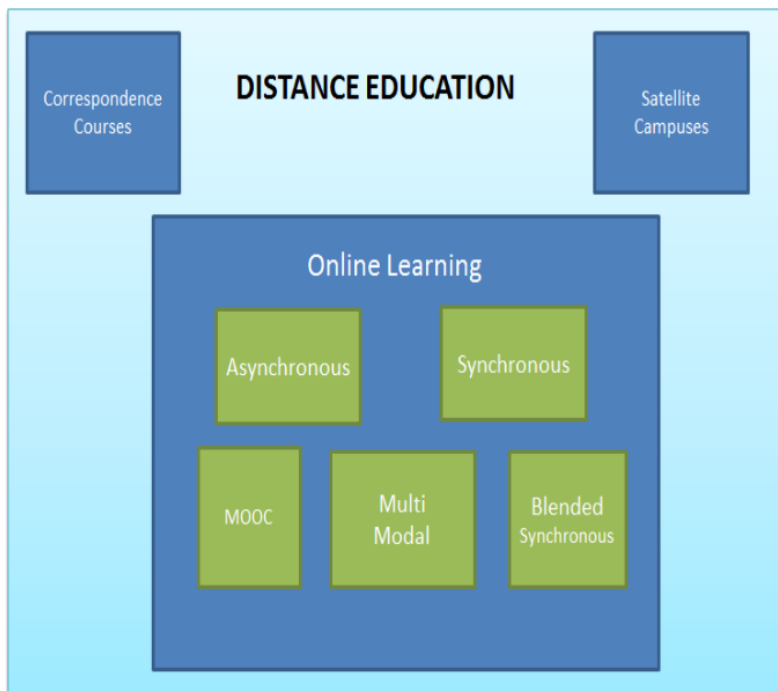 Correspondence
Courses
DISTANCE EDUCATION
Satellite
Campuses
Online Learning
Asynchronous
Synchronous
MOOC
Multi
Modal
Blended
Synchronous